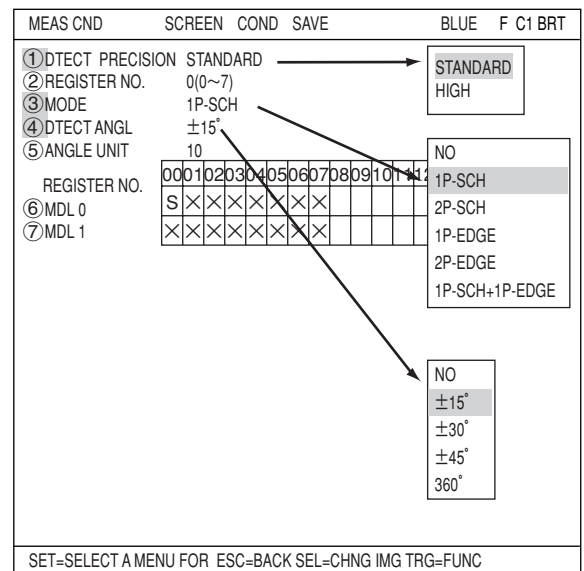 MEAS CND SCREEN COND SAVE BLUE F C1 BRT
①DTECT PRECISION STANDARD
②REGISTER NO. 0(0～7)
③MODE 1P-SCH
④DTECT ANGL ±15°
⑤ANGLE UNIT 10
REGISTER NO. 00 01 02 03 04 05 06 07 08 09 10 11 12
⑥MDL 0 S × × × × × × ×
⑦MDL 1 × × × × × × × ×
STANDARD
HIGH
NO
1P-SCH
2P-SCH
1P-EDGE
2P-EDGE
1P-SCH+1P-EDGE
NO
±15°
±30°
±45°
360°
SET=SELECT A MENU FOR ESC=BACK SEL=CHNG IMG TRG=FUNC